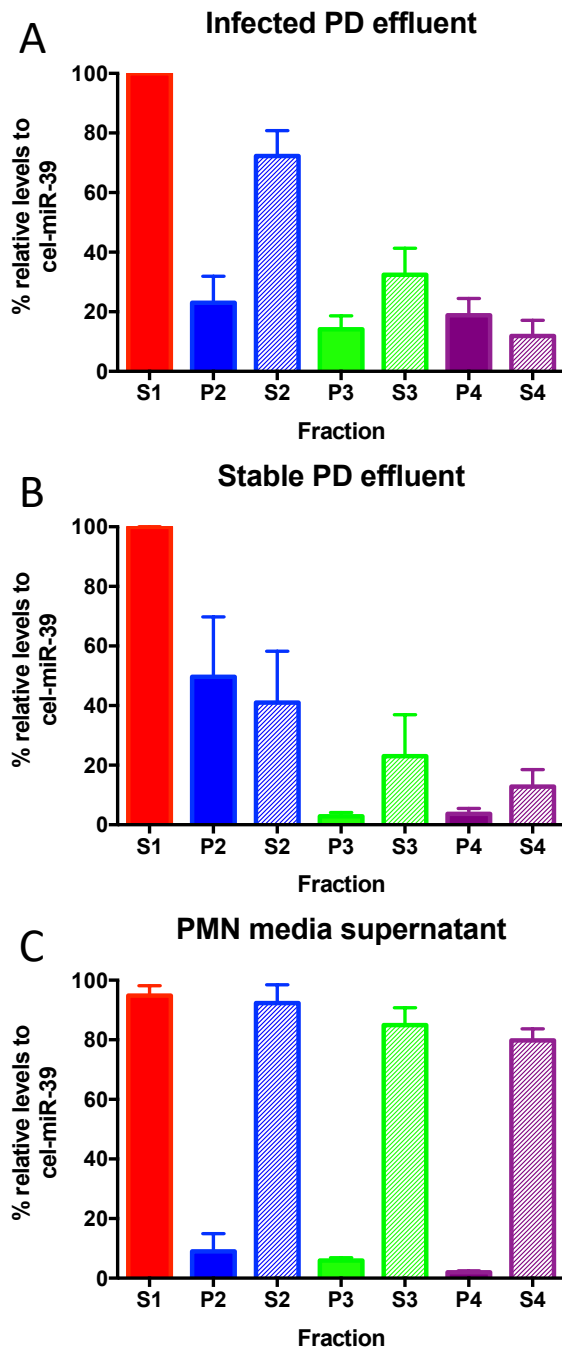 A
Infected PD effluent
% relative levels to
cel-miR-39
100
80
60
40
20
0
S1 P2 S2 P3 S3 P4 S4
Fraction
B
Stable PD effluent
% relative levels to
cel-miR-39
100
80
60
40
20
0
S1 P2 S2 P3 S3 P4 S4
Fraction
C
PMN media supernatant
% relative levels to
cel-miR-39
100
80
60
40
20
0
S1 P2 S2 P3 S3 P4 S4
Fraction